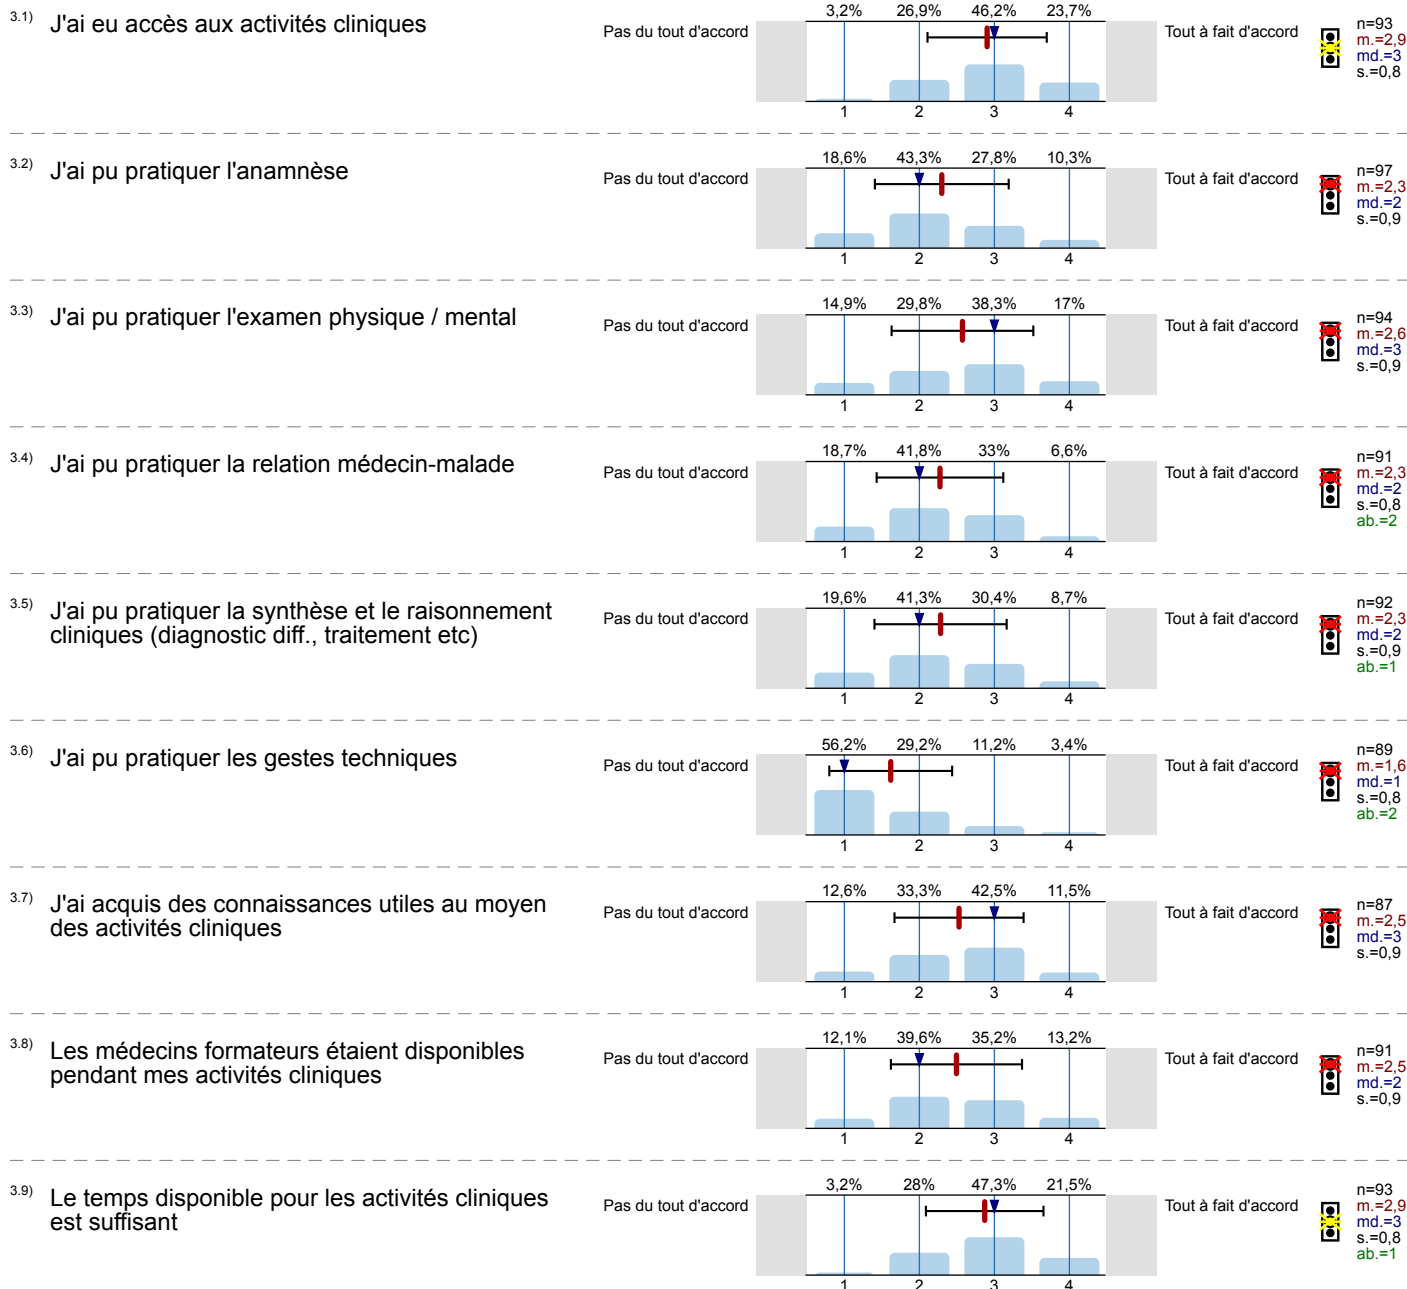 3.1) J'ai eu accès aux activités cliniques
Pas du tout d'accord
3,2% 26,9% 46,2% 23,7%
1 2 3 4
Tout à fait d'accord
n=93
m.=2,9
md.=3
s.=0,8
3.2) J'ai pu pratiquer l'anamnèse
Pas du tout d'accord
18,6% 43,3% 27,8% 10,3%
1 2 3 4
Tout à fait d'accord
n=97
m.=2,3
md.=2
s.=0,9
3.3) J'ai pu pratiquer l'examen physique / mental
Pas du tout d'accord
14,9% 29,8% 38,3% 17%
1 2 3 4
Tout à fait d'accord
n=94
m.=2,6
md.=3
s.=0,9
3.4) J'ai pu pratiquer la relation médecin-malade
Pas du tout d'accord
18,7% 41,8% 33% 6,6%
1 2 3 4
Tout à fait d'accord
n=91
m.=2,3
md.=2
s.=0,8
ab.=2
3.5) J'ai pu pratiquer la synthèse et le raisonnement
cliniques (diagnostic diff., traitement etc)
Pas du tout d'accord
19,6% 41,3% 30,4% 8,7%
1 2 3 4
Tout à fait d'accord
n=92
m.=2,3
md.=2
s.=0,9
ab.=1
3.6) J'ai pu pratiquer les gestes techniques
Pas du tout d'accord
56,2% 29,2% 11,2% 3,4%
1 2 3 4
Tout à fait d'accord
n=89
m.=1,6
md.=1
s.=0,8
ab.=2
3.7) J'ai acquis des connaissances utiles au moyen
des activités cliniques
Pas du tout d'accord
12,6% 33,3% 42,5% 11,5%
1 2 3 4
Tout à fait d'accord
n=87
m.=2,5
md.=3
s.=0,9
3.8) Les médecins formateurs étaient disponibles
pendant mes activités cliniques
Pas du tout d'accord
12,1% 39,6% 35,2% 13,2%
1 2 3 4
Tout à fait d'accord
n=91
m.=2,5
md.=2
s.=0,9
3.9) Le temps disponible pour les activités cliniques
est suffisant
Pas du tout d'accord
3,2% 28% 47,3% 21,5%
1 2 3 4
Tout à fait d'accord
n=93
m.=2,9
md.=3
s.=0,8
ab.=1